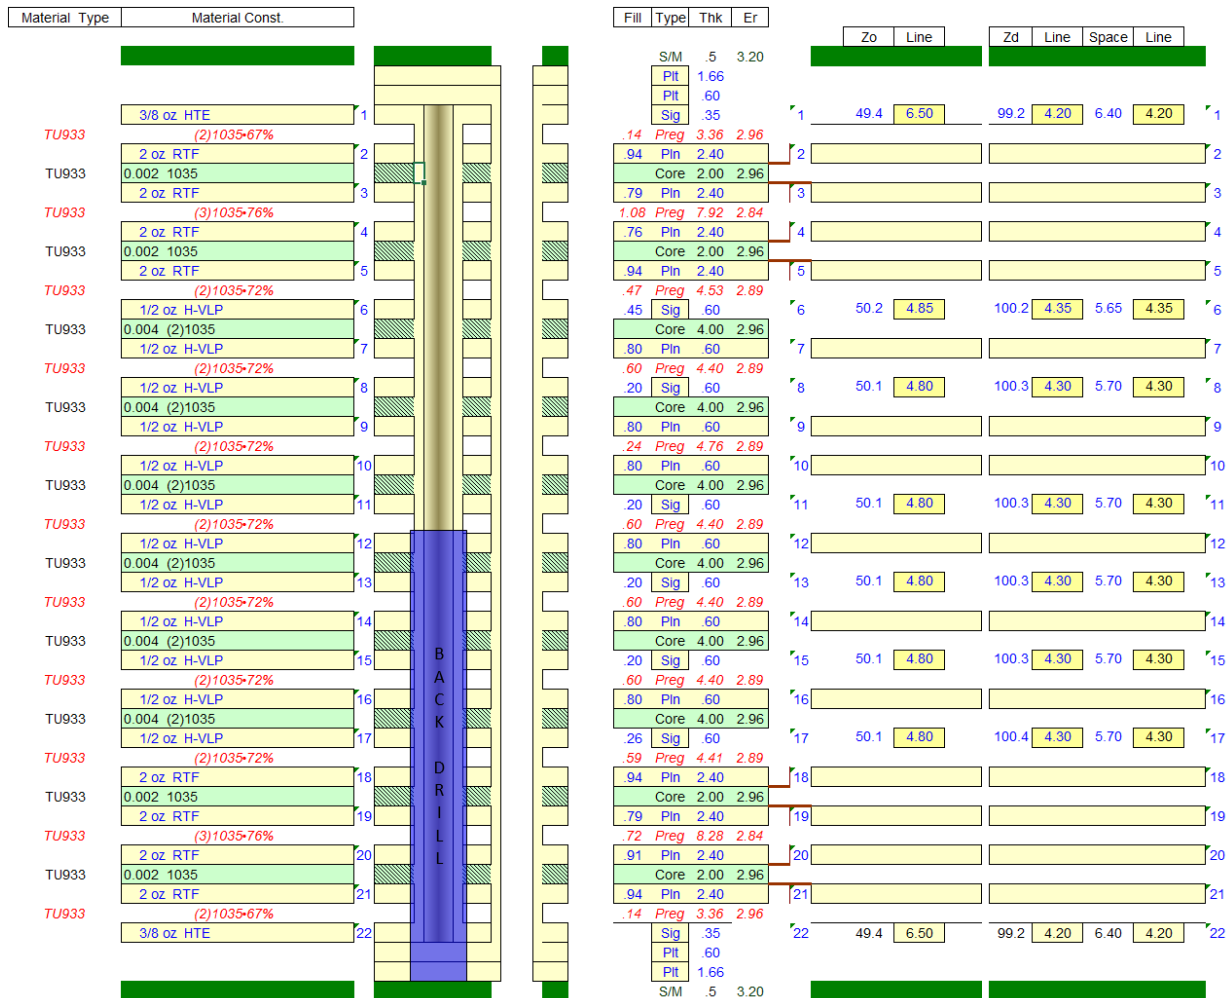 Material Type Material Const. Fill Type Thk Er
Zo Line Zd Line Space Line
S/M .5 3.20
Plt 1.66
Plt .60
3/8 oz HTE 1 Sig .35 1 49.4 6.50 99.2 4.20 6.40 4.20 1
TU933 (2)1035•67% .14 Preg 3.36 2.96
2 oz RTF 2 .94 Pln 2.40 2 2
TU933 0.002 1035 Core 2.00 2.96
2 oz RTF 3 .79 Pln 2.40 3 3
TU933 (3)1035•76% 1.08 Preg 7.92 2.84
2 oz RTF 4 .76 Pln 2.40 4 4
TU933 0.002 1035 Core 2.00 2.96
2 oz RTF 5 .94 Pln 2.40 5 5
TU933 (2)1035•72% .47 Preg 4.53 2.89
1/2 oz H-VLP 6 .45 Sig .60 6 50.2 4.85 100.2 4.35 5.65 4.35 6
TU933 0.004 (2)1035 Core 4.00 2.96
1/2 oz H-VLP 7 .80 Pln .60 7 7
TU933 (2)1035•72% .60 Preg 4.40 2.89
1/2 oz H-VLP 8 .20 Sig .60 8 50.1 4.80 100.3 4.30 5.70 4.30 8
TU933 0.004 (2)1035 Core 4.00 2.96
1/2 oz H-VLP 9 .80 Pln .60 9 9
TU933 (2)1035•72% .24 Preg 4.76 2.89
1/2 oz H-VLP 10 .80 Pln .60 10 10
TU933 0.004 (2)1035 Core 4.00 2.96
1/2 oz H-VLP 11 .20 Sig .60 11 50.1 4.80 100.3 4.30 5.70 4.30 11
TU933 (2)1035•72% .60 Preg 4.40 2.89
1/2 oz H-VLP 12 .80 Pln .60 12 12
TU933 0.004 (2)1035 Core 4.00 2.96
1/2 oz H-VLP 13 .20 Sig .60 13 50.1 4.80 100.3 4.30 5.70 4.30 13
TU933 (2)1035•72% .60 Preg 4.40 2.89
1/2 oz H-VLP 14 .80 Pln .60 14 14
TU933 0.004 (2)1035 Core 4.00 2.96
1/2 oz H-VLP 15 .20 Sig .60 15 50.1 4.80 100.3 4.30 5.70 4.30 15
TU933 (2)1035•72% .60 Preg 4.40 2.89
1/2 oz H-VLP 16 .80 Pln .60 16 16
TU933 0.004 (2)1035 Core 4.00 2.96
1/2 oz H-VLP 17 .26 Sig .60 17 50.1 4.80 100.4 4.30 5.70 4.30 17
TU933 (2)1035•72% .59 Preg 4.41 2.89
2 oz RTF 18 .94 Pln 2.40 18 18
TU933 0.002 1035 Core 2.00 2.96
2 oz RTF 19 .79 Pln 2.40 19 19
TU933 (3)1035•76% .72 Preg 8.28 2.84
2 oz RTF 20 .91 Pln 2.40 20 20
TU933 0.002 1035 Core 2.00 2.96
2 oz RTF 21 .94 Pln 2.40 21 21
TU933 (2)1035•67% .14 Preg 3.36 2.96
3/8 oz HTE 22 Sig .35 22 49.4 6.50 99.2 4.20 6.40 4.20 22
Plt .60
Plt 1.66
S/M .5 3.20
BACK DRILL